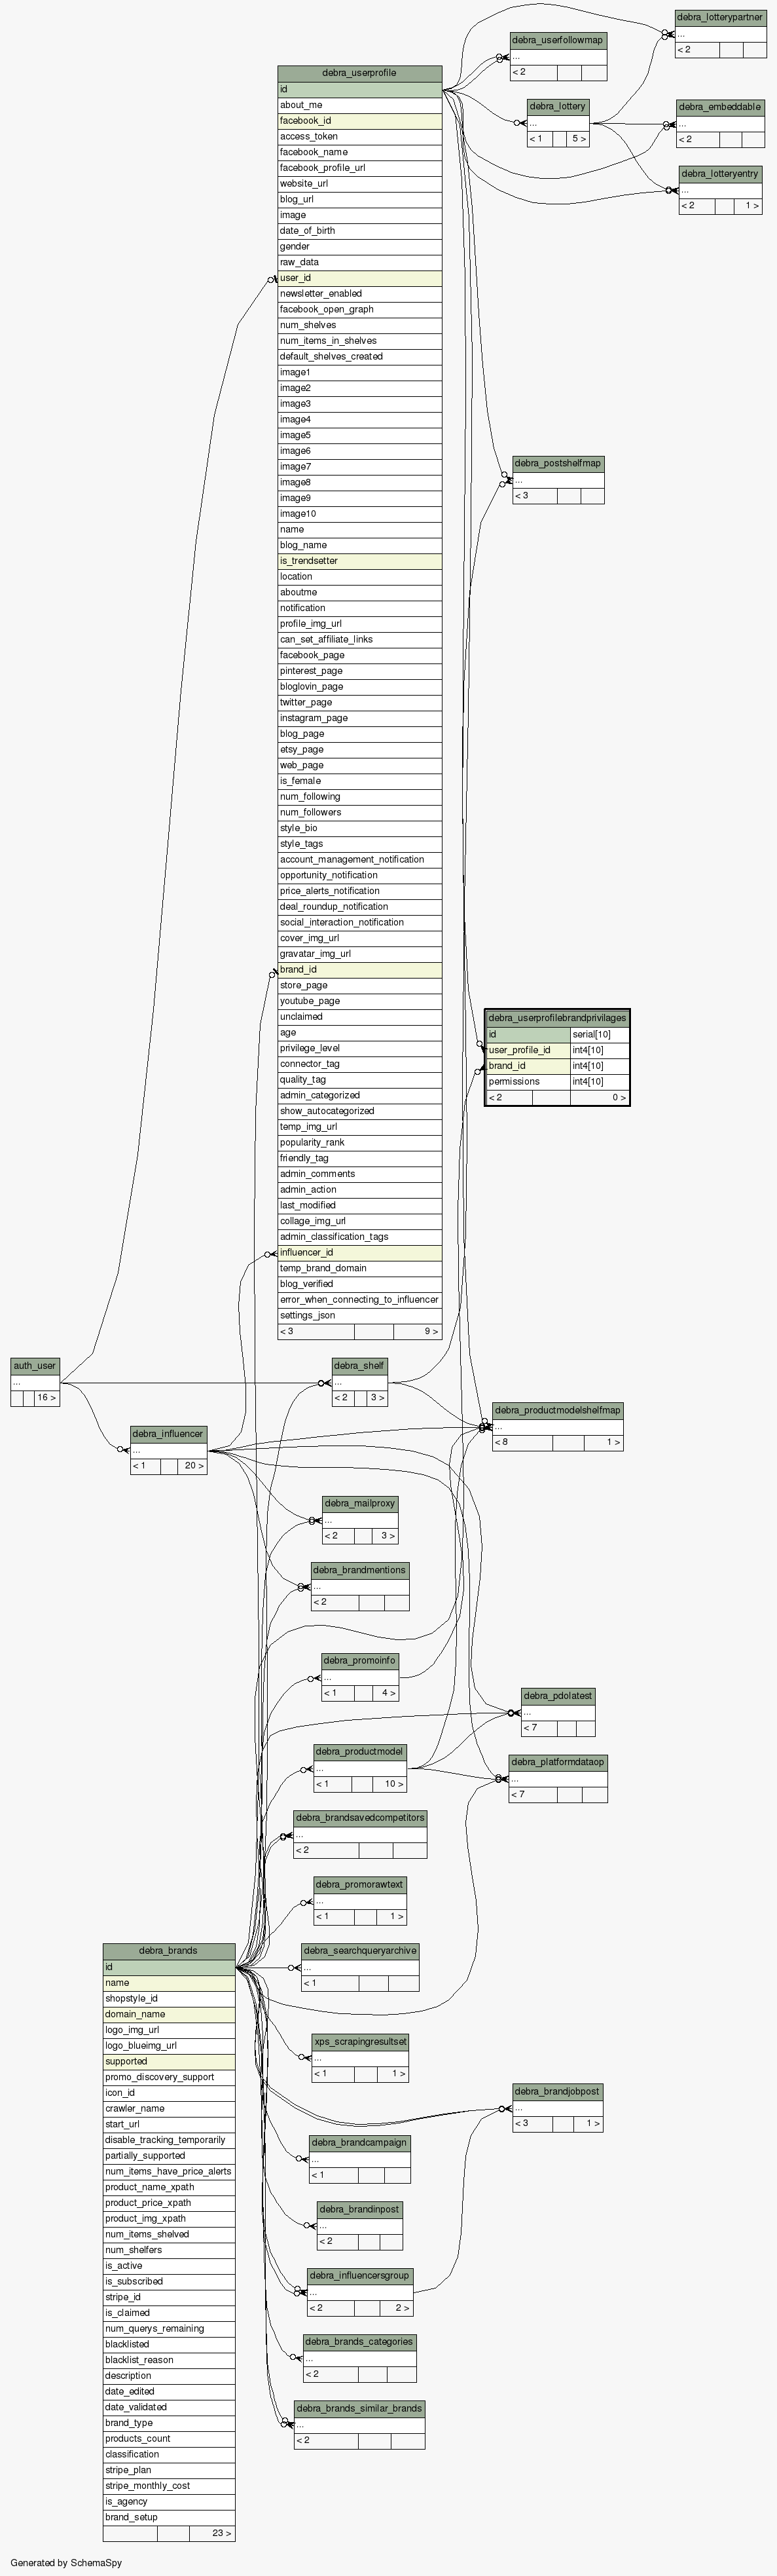 debra_lotterypartner
...
< 2
debra_userfollowmap
...
< 2
debra_userprofile
id
about_me
facebook_id
access_token
facebook_name
facebook_profile_url
website_url
blog_url
image
date_of_birth
gender
raw_data
user_id
newsletter_enabled
facebook_open_graph
num_shelves
num_items_in_shelves
default_shelves_created
image1
image2
image3
image4
image5
image6
image7
image8
image9
image10
name
blog_name
is_trendsetter
location
aboutme
notification
profile_img_url
can_set_affiliate_links
facebook_page
pinterest_page
bloglovin_page
twitter_page
instagram_page
blog_page
etsy_page
web_page
is_female
num_following
num_followers
style_bio
style_tags
account_management_notification
opportunity_notification
price_alerts_notification
deal_roundup_notification
social_interaction_notification
cover_img_url
gravatar_img_url
brand_id
store_page
youtube_page
unclaimed
age
privilege_level
connector_tag
quality_tag
admin_categorized
show_autocategorized
temp_img_url
popularity_rank
friendly_tag
admin_comments
admin_action
last_modified
collage_img_url
admin_classification_tags
influencer_id
temp_brand_domain
blog_verified
error_when_connecting_to_influencer
settings_json
< 3 9 >
debra_lottery
...
< 1 5 >
debra_embeddable
...
< 2
debra_lotteryentry
...
< 2 1 >
debra_postshelfmap
...
< 3
debra_userprofilebrandprivilages
id serial[10]
user_profile_id int4[10]
brand_id int4[10]
permissions int4[10]
< 2 0 >
auth_user
...
16 >
debra_shelf
...
< 2 3 >
debra_productmodelshelfmap
...
< 8 1 >
debra_influencer
...
< 1 20 >
debra_mailproxy
...
< 2 3 >
debra_brandmentions
...
< 2
debra_promoinfo
...
< 1 4 >
debra_pdolatest
...
< 7
debra_productmodel
...
< 1 10 >
debra_platformdataop
...
< 7
debra_brandsavedcompetitors
...
< 2
debra_promorawtext
...
< 1 1 >
debra_brands
id
name
shopstyle_id
domain_name
logo_img_url
logo_blueimg_url
supported
promo_discovery_support
icon_id
crawler_name
start_url
disable_tracking_temporarily
partially_supported
num_items_have_price_alerts
product_name_xpath
product_price_xpath
product_img_xpath
num_items_shelved
num_shelfers
is_active
is_subscribed
stripe_id
is_claimed
num_querys_remaining
blacklisted
blacklist_reason
description
date_edited
date_validated
brand_type
products_count
classification
stripe_plan
stripe_monthly_cost
is_agency
brand_setup
23 >
debra_searchqueryarchive
...
< 1
xps_scrapingresultset
...
< 1 1 >
debra_brandjobpost
...
< 3 1 >
debra_brandcampaign
...
< 1
debra_brandinpost
...
< 2
debra_influencersgroup
...
< 2 2 >
debra_brands_categories
...
< 2
debra_brands_similar_brands
...
< 2
Generated by SchemaSpy